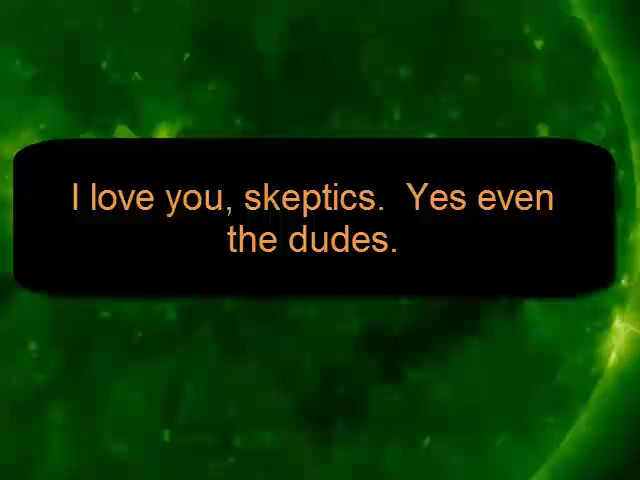 I love you, skeptics.  Yes even
the dudes.